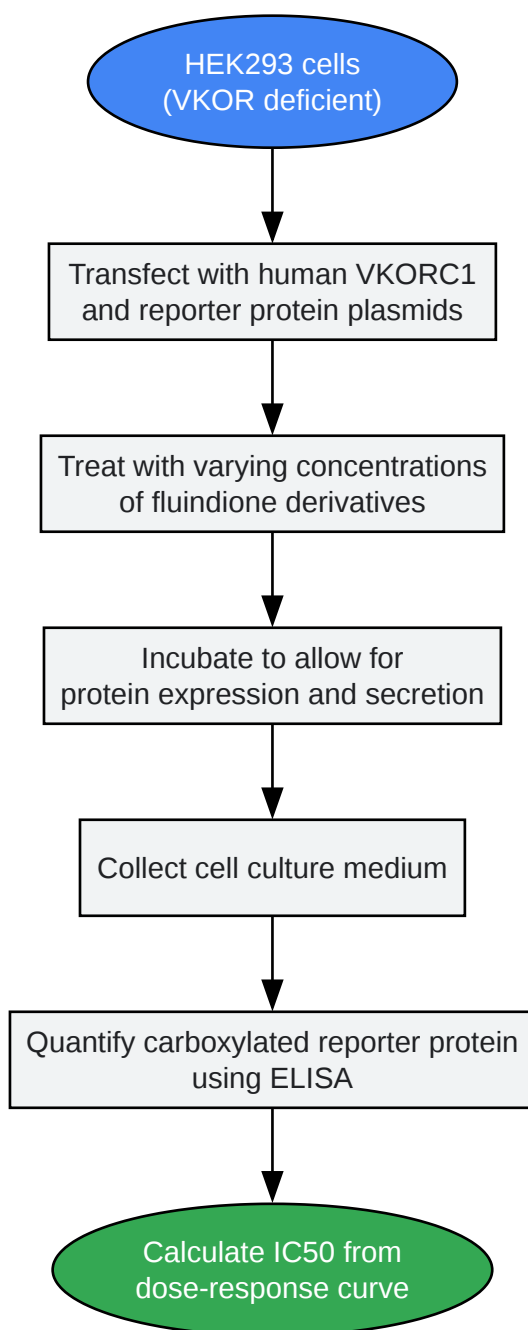 HEK293 cells
(VKOR deficient)
Transfect with human VKORC1
and reporter protein plasmids
Treat with varying concentrations
of fluindione derivatives
Incubate to allow for
protein expression and secretion
Collect cell culture medium
Quantify carboxylated reporter protein
using ELISA
Calculate IC50 from
dose-response curve